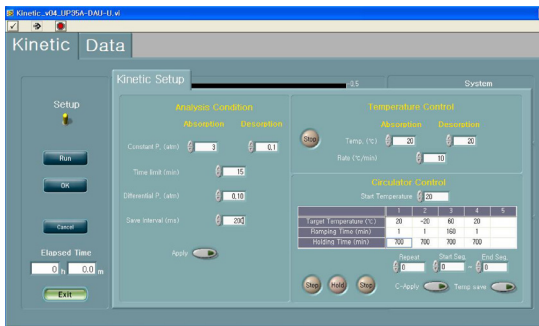 Kinetic_v04_UP35A-DAU-U.vi
Kinetic Data
Kinetic Setup
0.5
System
Setup
Run
OK
Cancel
Elapsed Time
0 h 0.0 m
Exit
Analysis Condition
Absorption Desorption
Constant P. (atm) 3 0.1
Time limit (min) 15
Differential P. (atm) 0.10
Save Interval (ms) 200
Apply
Temperature Control
Absorption Desorption
Stop Temp. (℃) 20 20
Rate (℃/min) 10
Circulator Control
Start Temperature 20
1 2 3 4 5
Target Temperature (℃) 20 -20 60 20
Ramping Time (min) 1 1 160 1
Holding Time (min) 700 700 700 700
Repeat Start Seg. End Seg.
0 0 ~ 0
Stop Hold Stop C-Apply Temp save